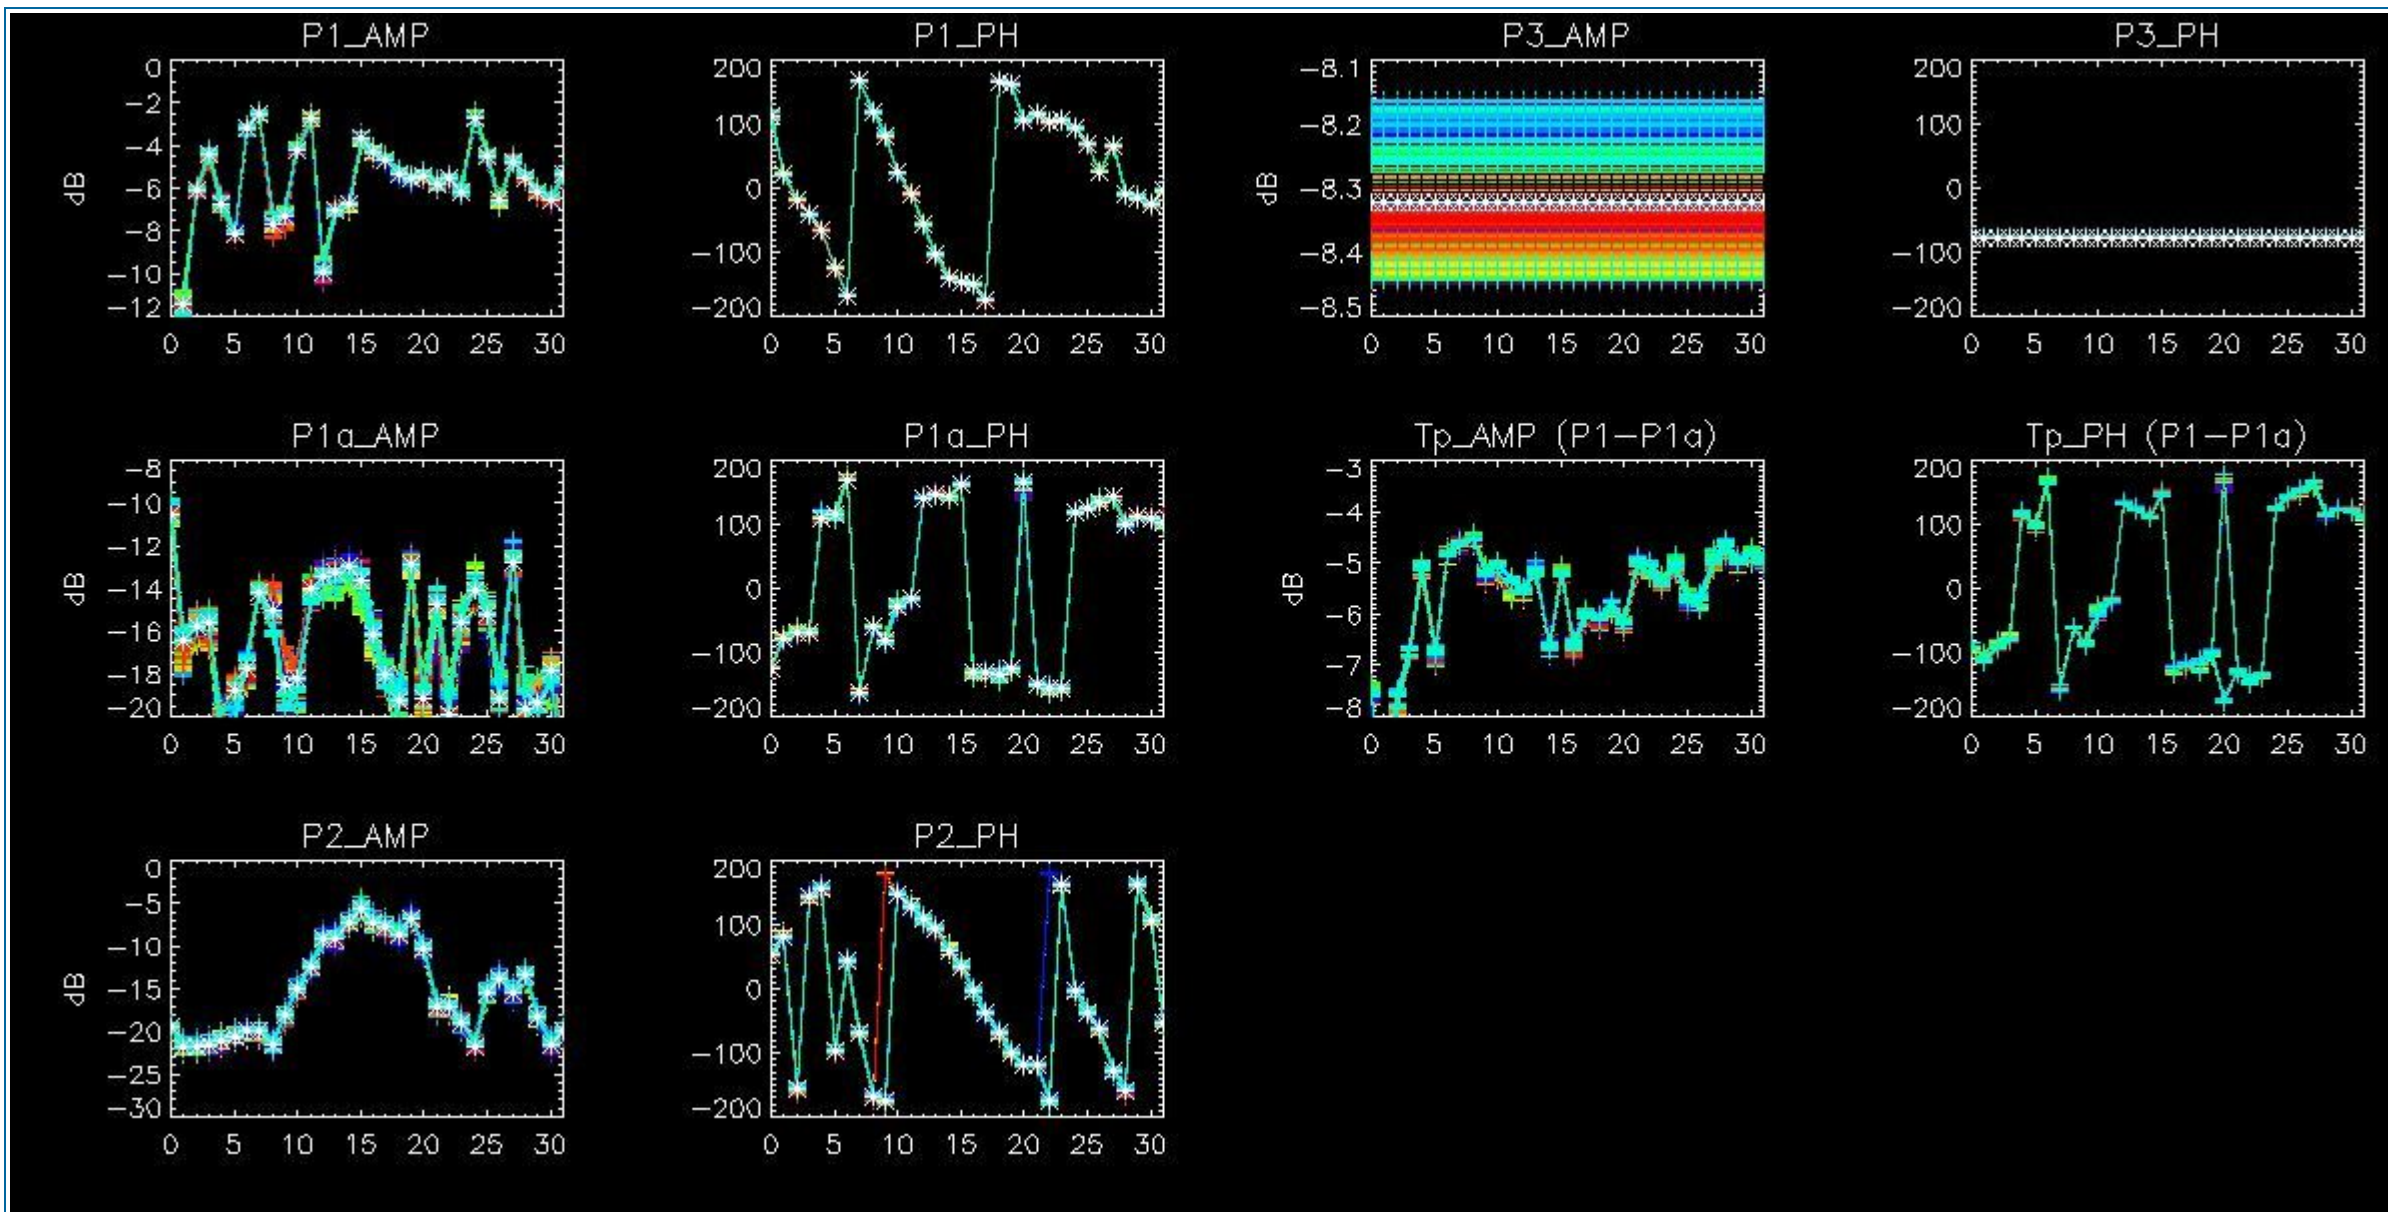 P1_AMP P1_PH P3_AMP P3_PH
0 200 -8.1 200
-2 100 -8.2 100
-4 0 -8.3 0
-6 -100 -8.4 -100
-8 -200 -8.5 -200
-10
-12
dB dB
0 5 10 15 20 25 30 0 5 10 15 20 25 30 0 5 10 15 20 25 30 0 5 10 15 20 25 30
P1a_AMP P1a_PH Tp_AMP (P1-P1a) Tp_PH (P1-P1a)
-8 200 -3 200
-10 100 -4 100
-12 0 -5 0
-14 -100 -6 -100
-16 -200 -7 -200
-18 -8
-20
dB dB
0 5 10 15 20 25 30 0 5 10 15 20 25 30 0 5 10 15 20 25 30 0 5 10 15 20 25 30
P2_AMP P2_PH
0 200
-5 100
-10 0
-15 -100
-20 -200
-25
-30
dB
0 5 10 15 20 25 30 0 5 10 15 20 25 30